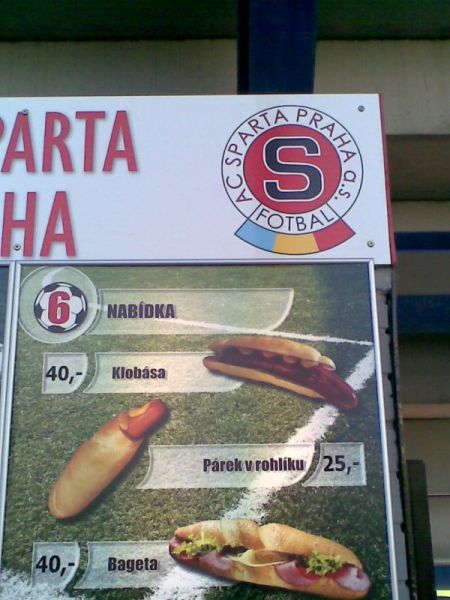 PARTA
HA
AC SPARTA PRAHA a.s.
S
FOTBAL
6 NABÍDKA
40,- Klobása
Párek v rohlíku 25,-
40,- Bageta